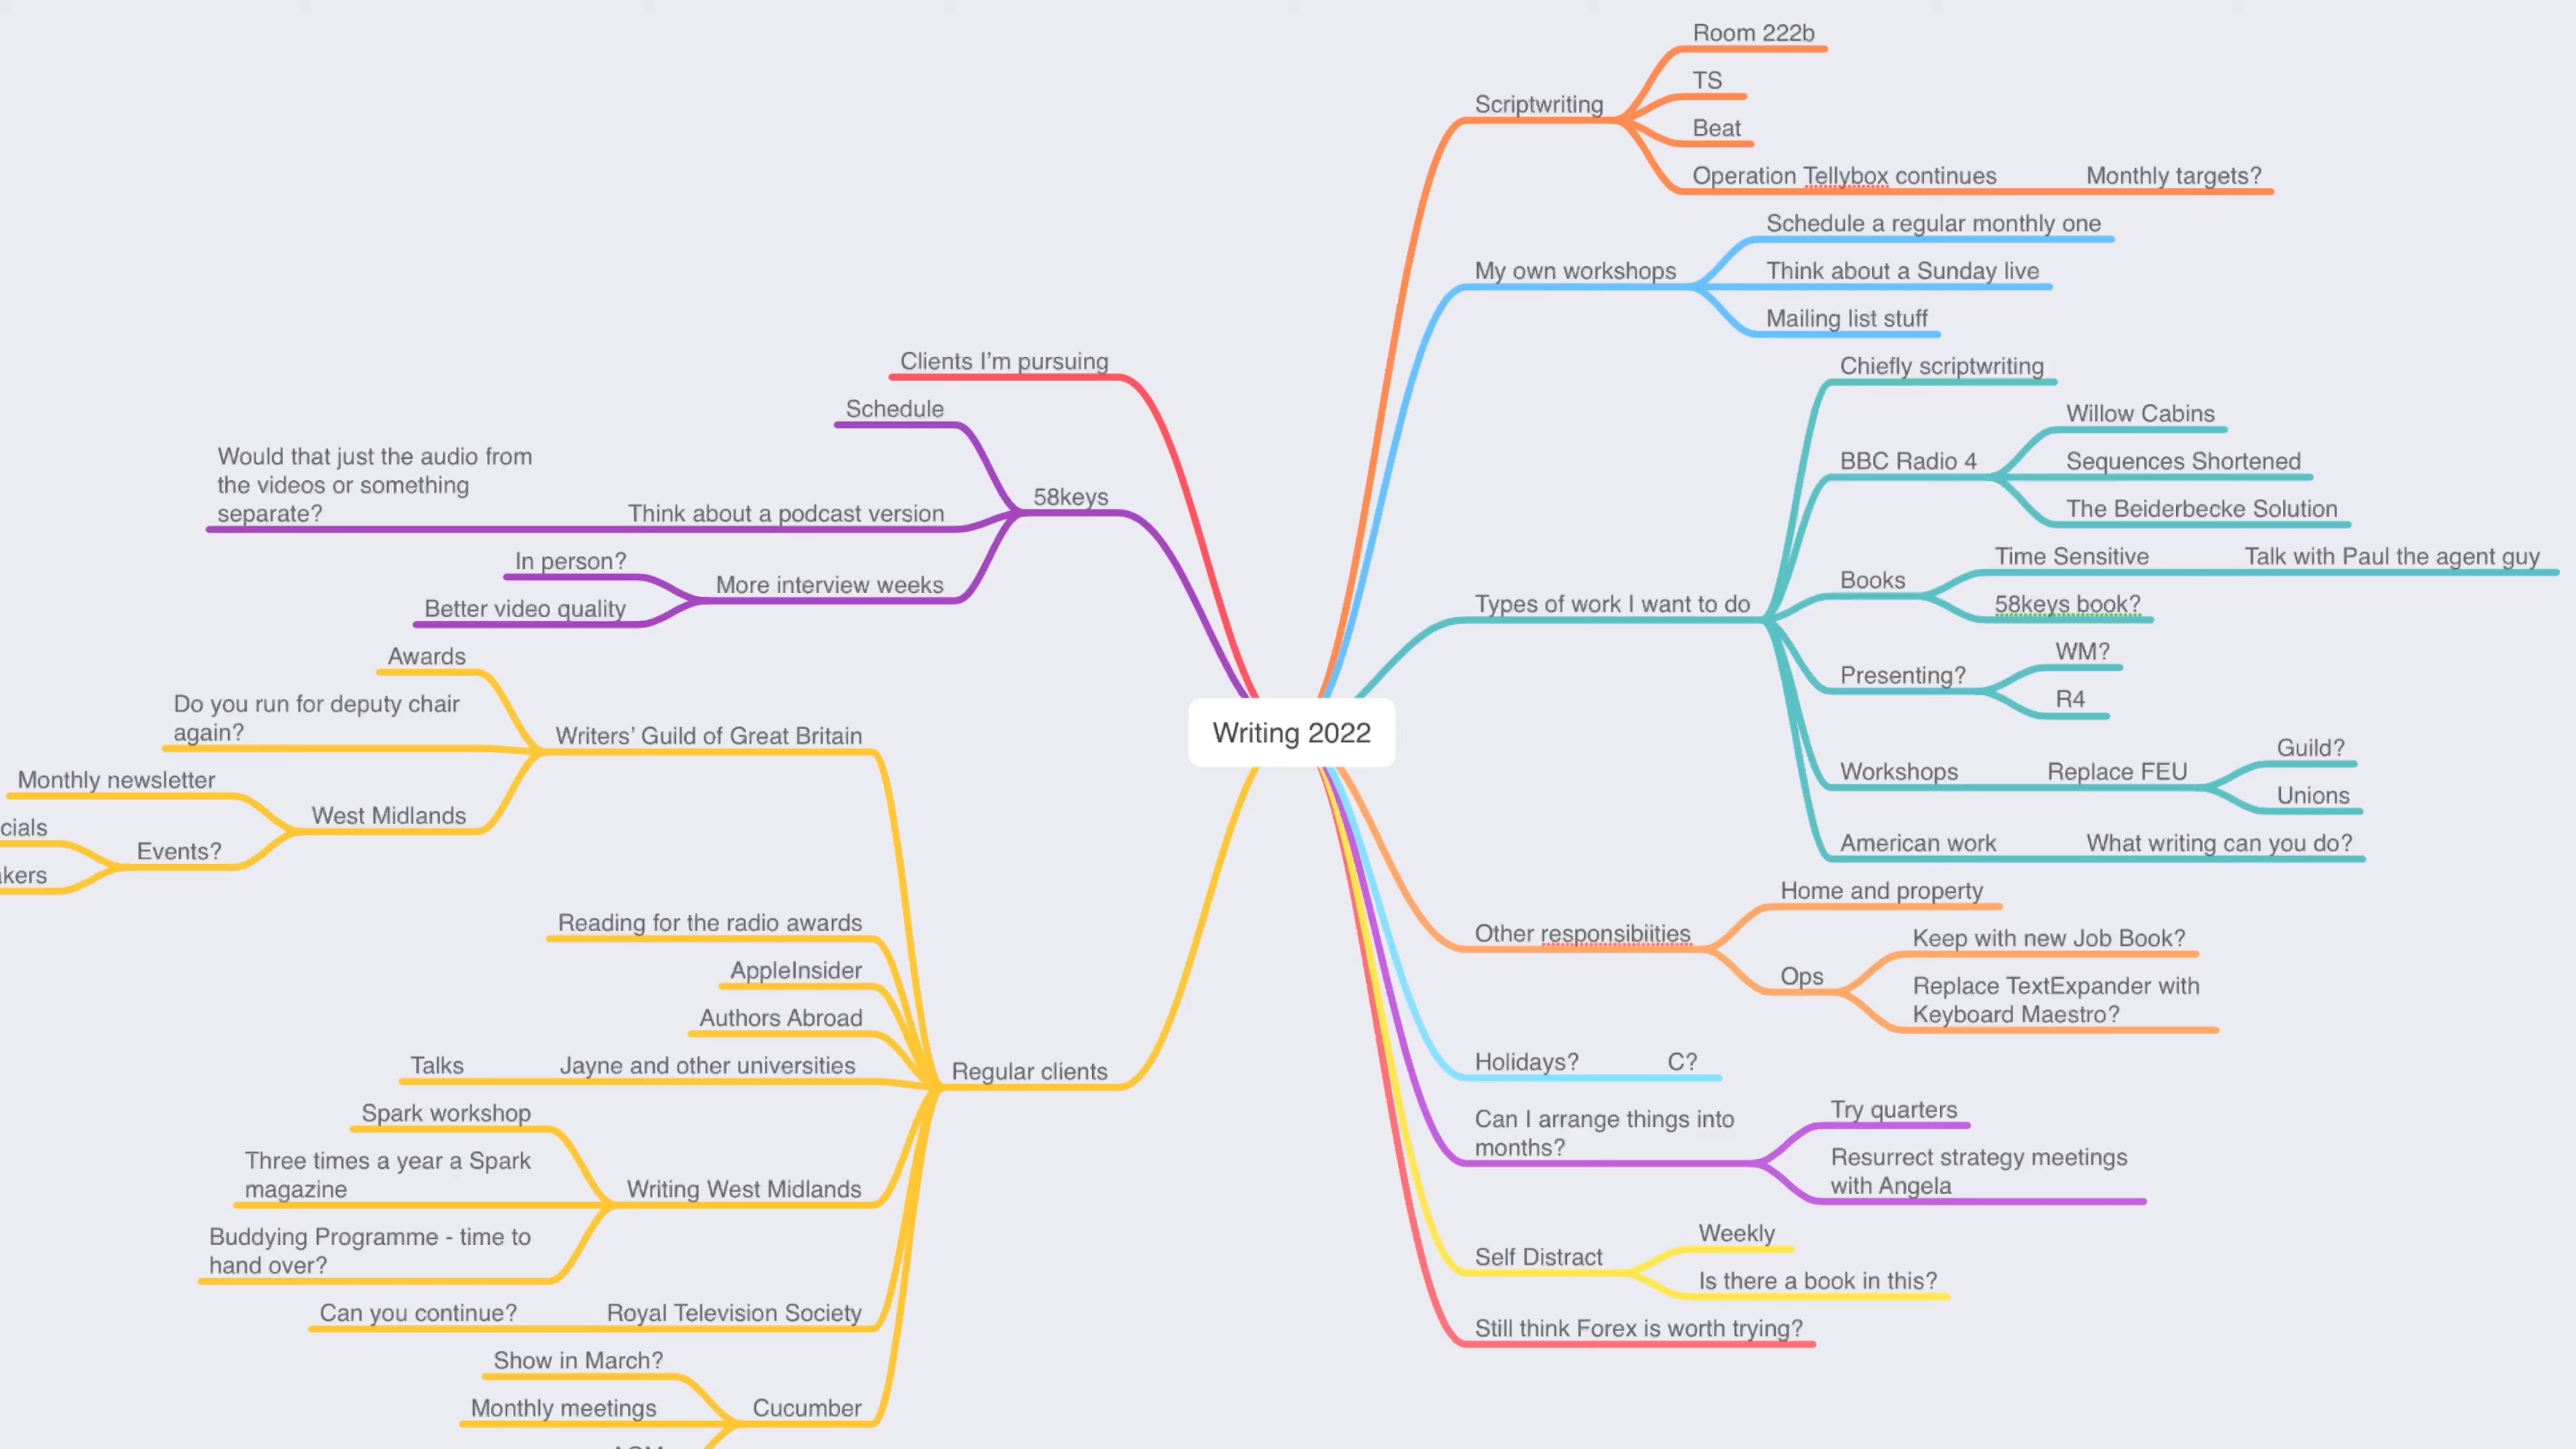 Room 222b
TS
Scriptwriting
Beat
Operation Tellybox continues
Monthly targets?
Schedule a regular monthly one
My own workshops
Think about a Sunday live
Mailing list stuff
Chiefly scriptwriting
Willow Cabins
BBC Radio 4
Sequences Shortened
The Beiderbecke Solution
Types of work I want to do
Books
Time Sensitive
Talk with Paul the agent guy
58keys book?
Presenting?
WM?
R4
Workshops
Replace FEU
Guild?
Unions
American work
What writing can you do?
Other responsibiities
Home and property
Ops
Keep with new Job Book?
Replace TextExpander with
Keyboard Maestro?
Holidays?
C?
Can I arrange things into
months?
Try quarters
Resurrect strategy meetings
with Angela
Self Distract
Weekly
Is there a book in this?
Still think Forex is worth trying?
Writing 2022
Clients I’m pursuing
58keys
Schedule
Think about a podcast version
Would that just the audio from
the videos or something
separate?
More interview weeks
In person?
Better video quality
Regular clients
Writers’ Guild of Great Britain
Awards
Do you run for deputy chair
again?
West Midlands
Monthly newsletter
Events?
cials
kers
Reading for the radio awards
AppleInsider
Authors Abroad
Jayne and other universities
Talks
Writing West Midlands
Spark workshop
Three times a year a Spark
magazine
Buddying Programme - time to
hand over?
Royal Television Society
Can you continue?
Cucumber
Show in March?
Monthly meetings